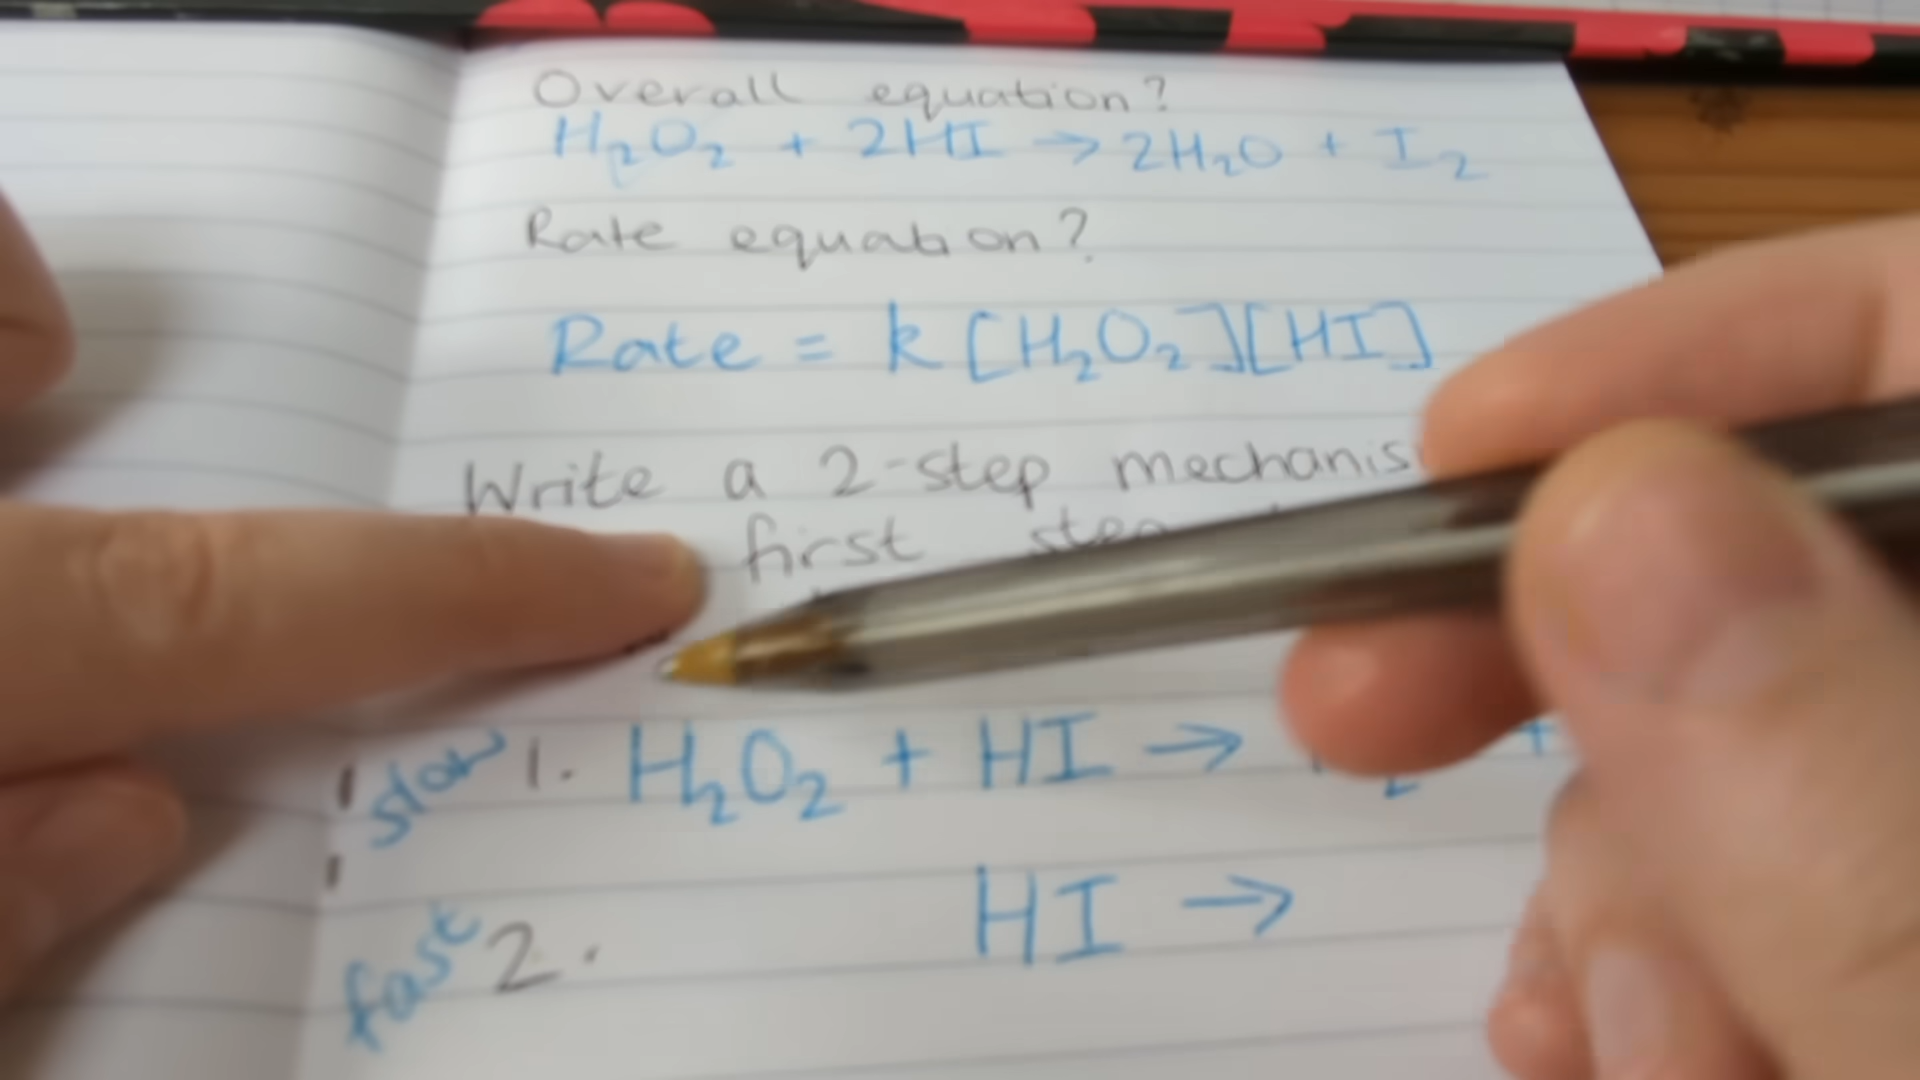 Overall equation?
H₂O₂ + 2HI → 2H₂O + I₂
Rate equation?
Rate = k [H₂O₂][HI]
Write a 2-step
first
slow 1. H₂O₂ + HI → +
fast 2. HI →